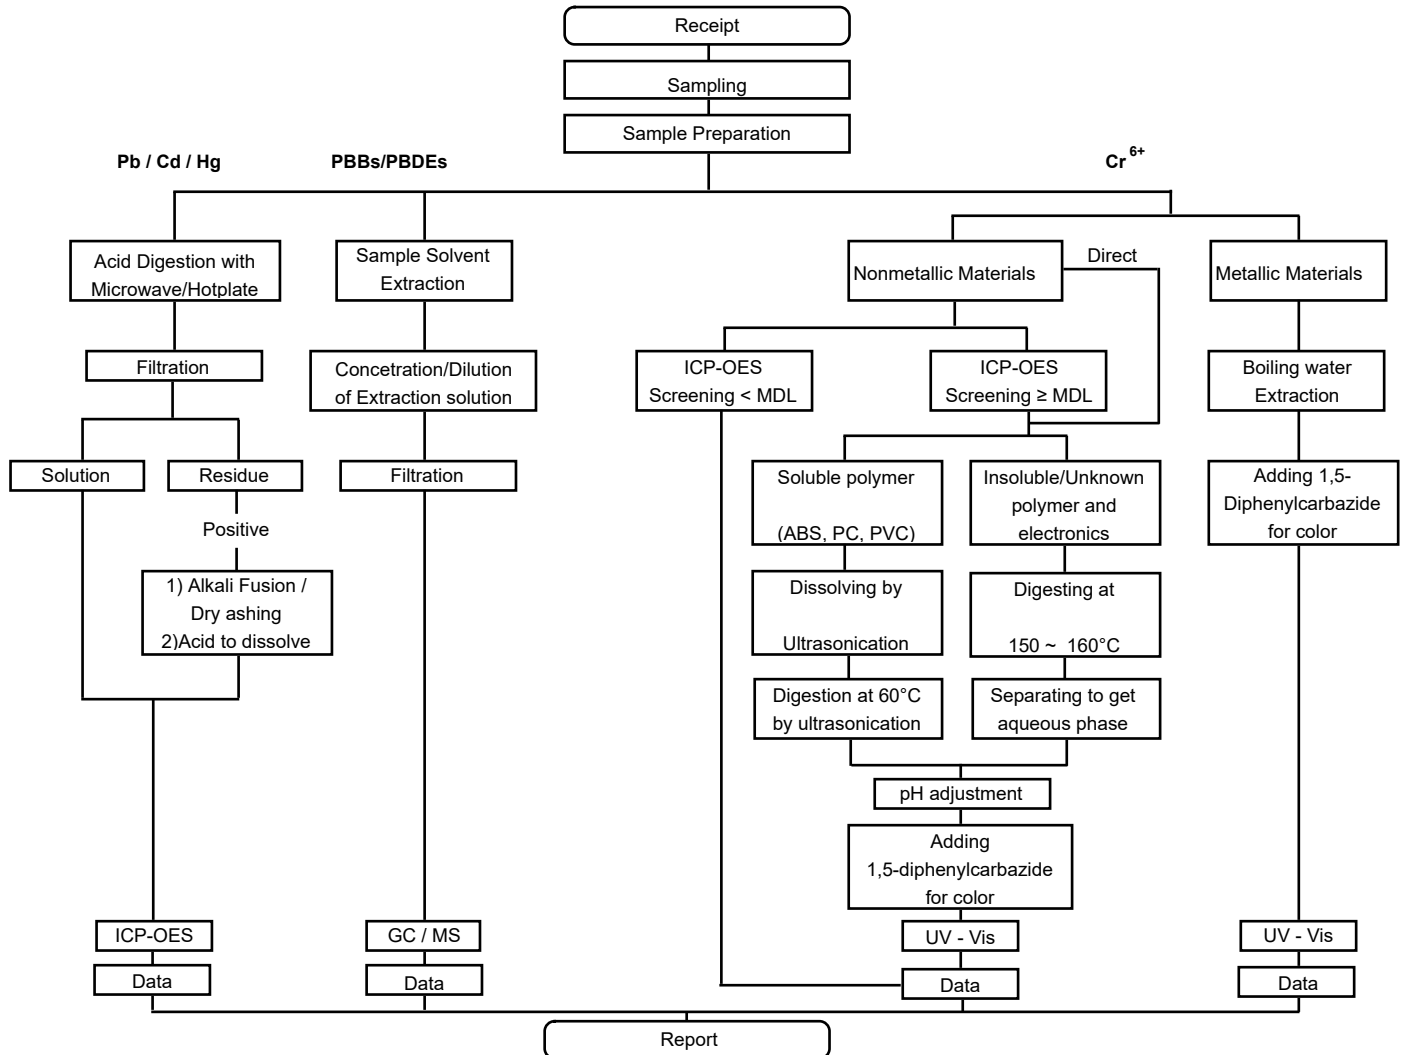 Receipt
Sampling
Sample Preparation
Pb / Cd / Hg
PBBs/PBDEs
Cr 6+
Acid Digestion with
Microwave/Hotplate
Filtration
Solution
Residue
Positive
1) Alkali Fusion /
Dry ashing
2)Acid to dissolve
ICP-OES
Data
Sample Solvent
Extraction
Concetration/Dilution
of Extraction solution
Filtration
GC / MS
Data
Nonmetallic Materials
Direct
ICP-OES
Screening < MDL
ICP-OES
Screening ≥ MDL
Soluble polymer
(ABS, PC, PVC)
Dissolving by
Ultrasonication
Digestion at 60°C
by ultrasonication
Insoluble/Unknown
polymer and
electronics
Digesting at
150 ~ 160°C
Separating to get
aqueous phase
pH adjustment
Adding
1,5-diphenylcarbazide
for color
UV - Vis
Data
Metallic Materials
Boiling water
Extraction
Adding 1,5-
Diphenylcarbazide
for color
UV - Vis
Data
Report